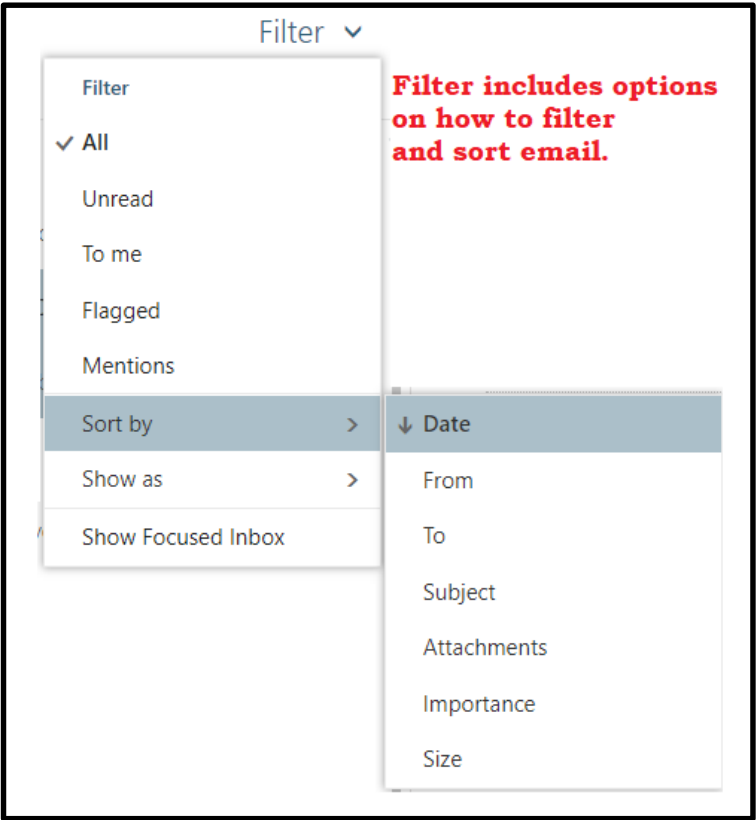 Filter
Filter
All
Unread
To me
Flagged
Mentions
Sort by
Show as
Show Focused Inbox
Filter includes options
on how to filter
and sort email.
Date
From
To
Subject
Attachments
Importance
Size